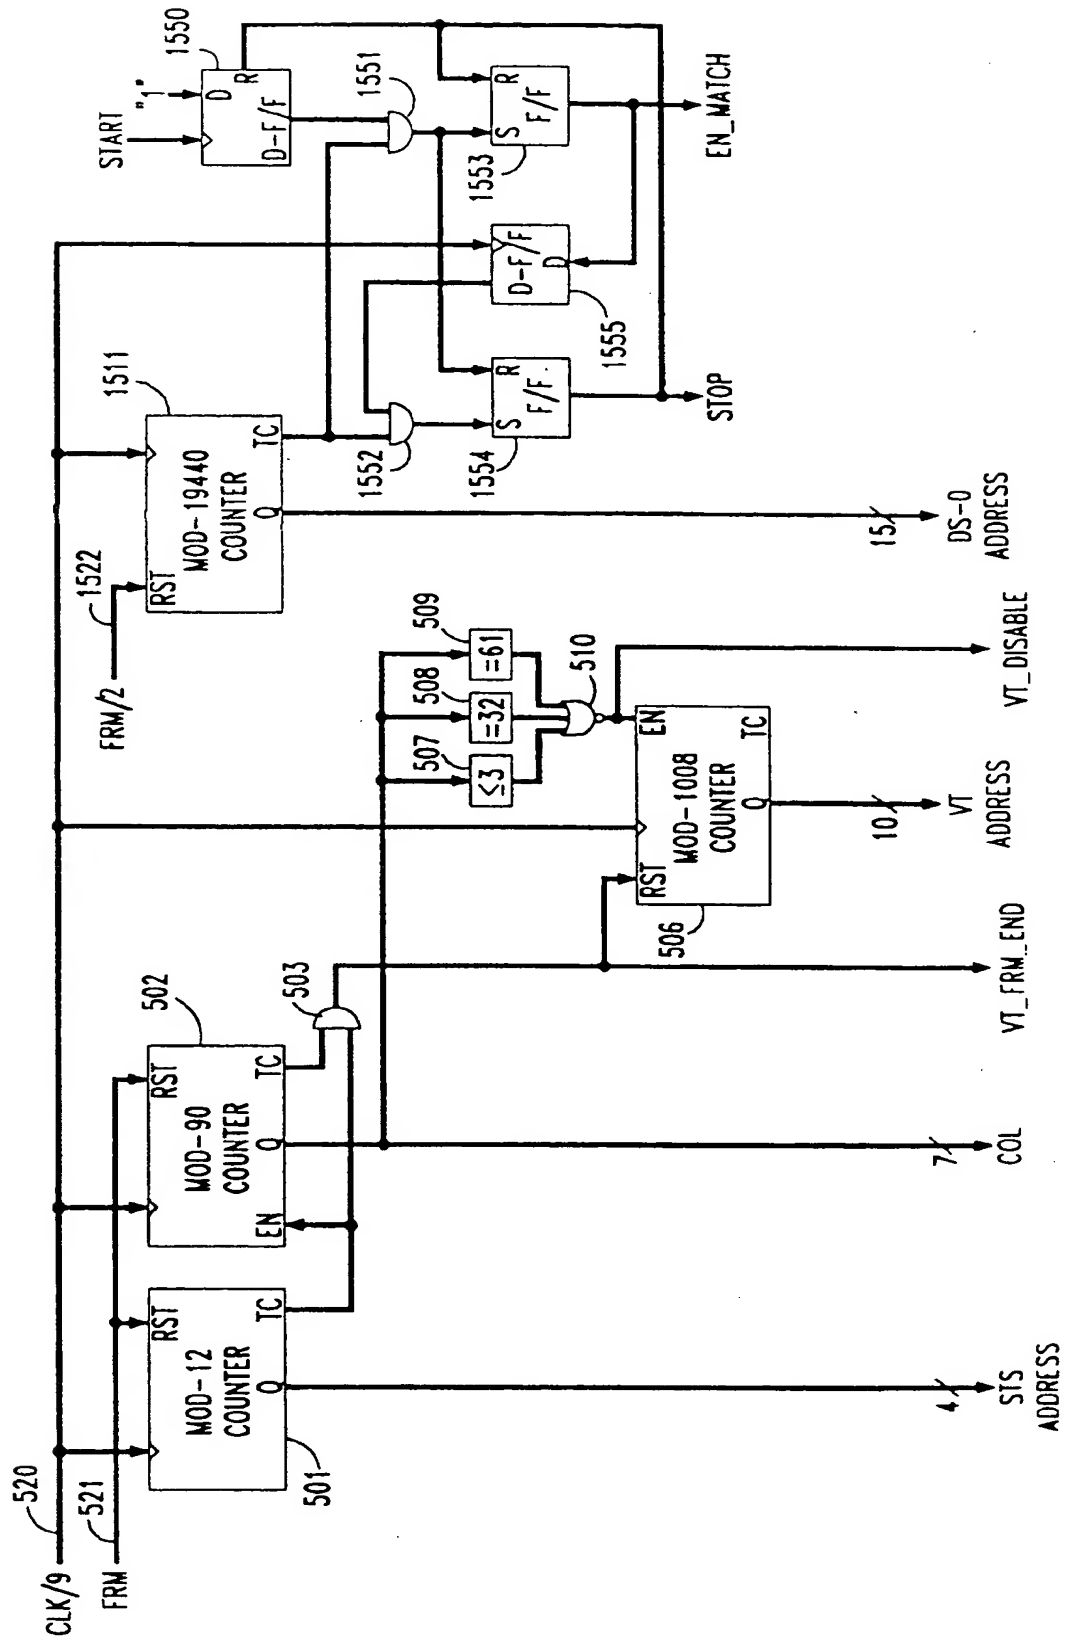 CLK/9
520
FRM
521
MOD-12
COUNTER
RST
Q
TC
501
STS
ADDRESS
4
MOD-90
COUNTER
RST
EN
Q
TC
502
503
COL
7
VT_FRM_END
MOD-1008
COUNTER
RST
EN
Q
TC
506
VT
ADDRESS
10
≤3
507
=32
508
=61
509
510
VT_DISABLE
FRM/2
1522
MOD-19440
COUNTER
RST
Q
TC
1511
DS-0
ADDRESS
15
START
"1"
D
R
D-F/F
1550
1551
1552
S
R
F/F
1553
S
R
F/F
1554
D-F/F
D
1555
STOP
EN_MATCH